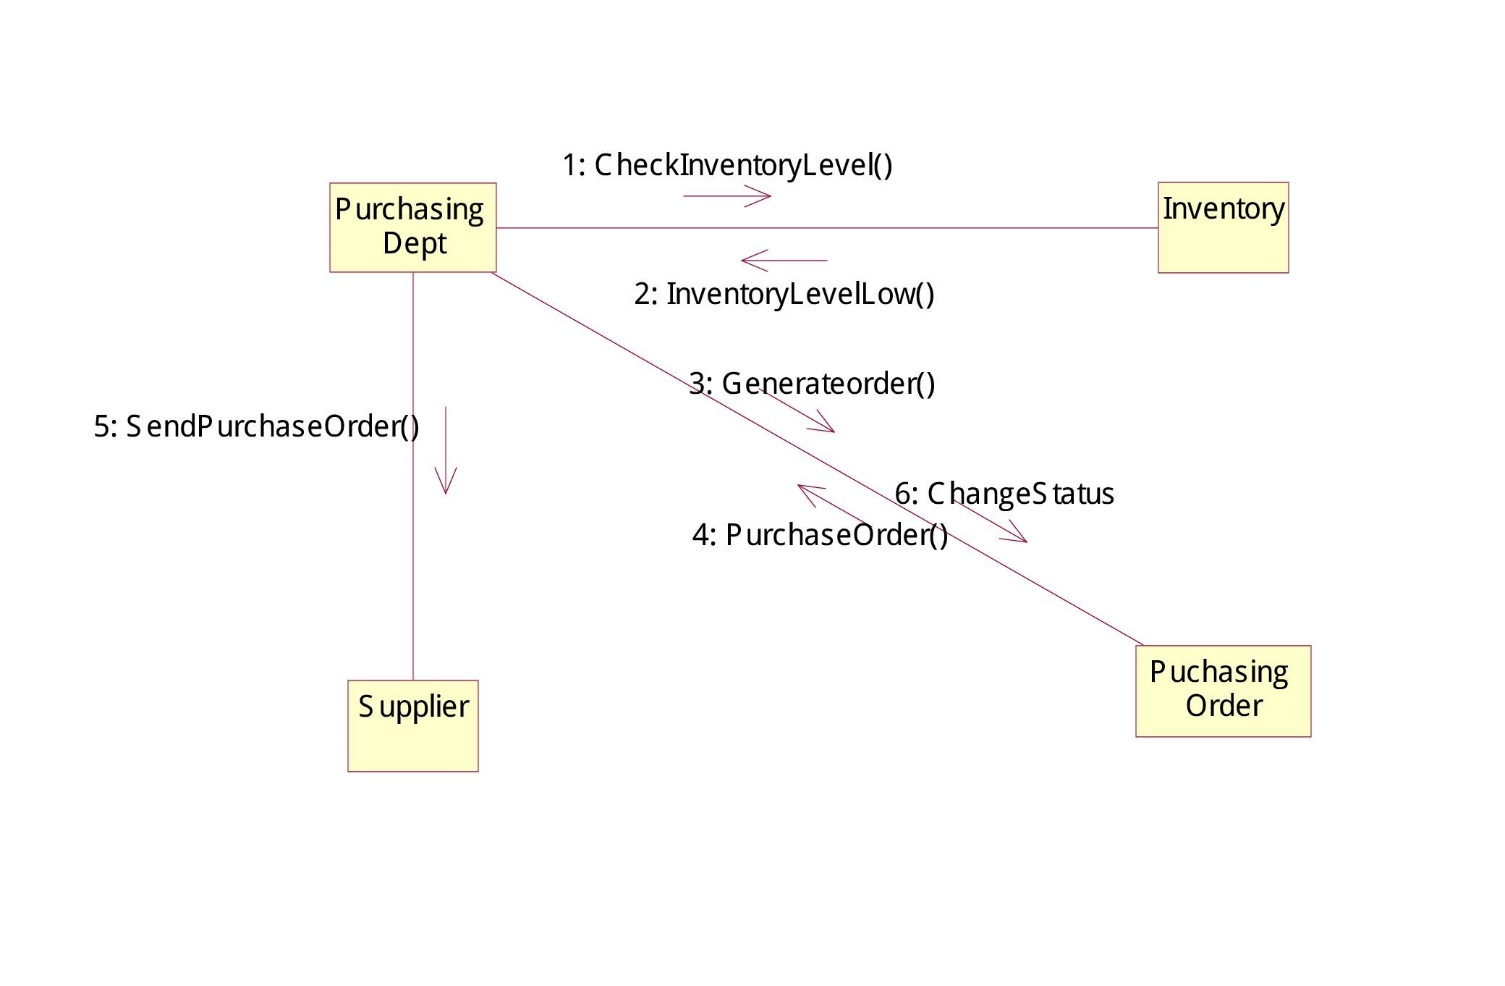 1: CheckInventoryLevel()
Purchasing
Dept
Inventory
2: InventoryLevelLow()
3: Generateorder()
5: SendPurchaseOrder()
6: ChangeStatus
4: PurchaseOrder()
Puchasing
Order
Supplier